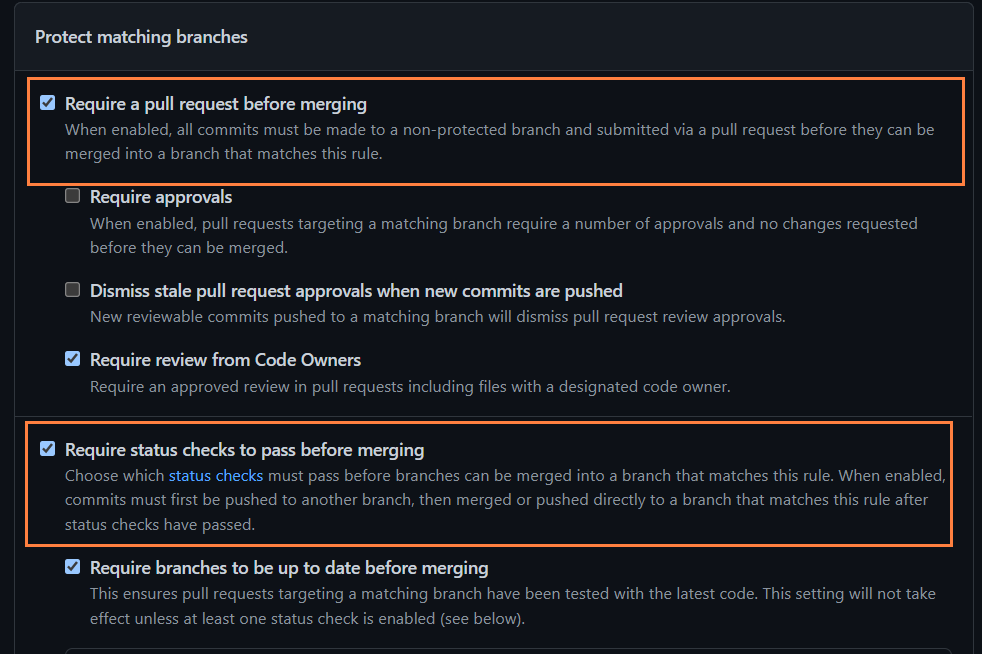 Protect matching branches
Require a pull request before merging
When enabled, all commits must be made to a non-protected branch and submitted via a pull request before they can be
merged into a branch that matches this rule.
Require approvals
When enabled, pull requests targeting a matching branch require a number of approvals and no changes requested
before they can be merged.
Dismiss stale pull request approvals when new commits are pushed
New reviewable commits pushed to a matching branch will dismiss pull request review approvals.
Require review from Code Owners
Require an approved review in pull requests including files with a designated code owner.
Require status checks to pass before merging
Choose which status checks must pass before branches can be merged into a branch that matches this rule. When enabled,
commits must first be pushed to another branch, then merged or pushed directly to a branch that matches this rule after
status checks have passed.
Require branches to be up to date before merging
This ensures pull requests targeting a matching branch have been tested with the latest code. This setting will not take
effect unless at least one status check is enabled (see below).